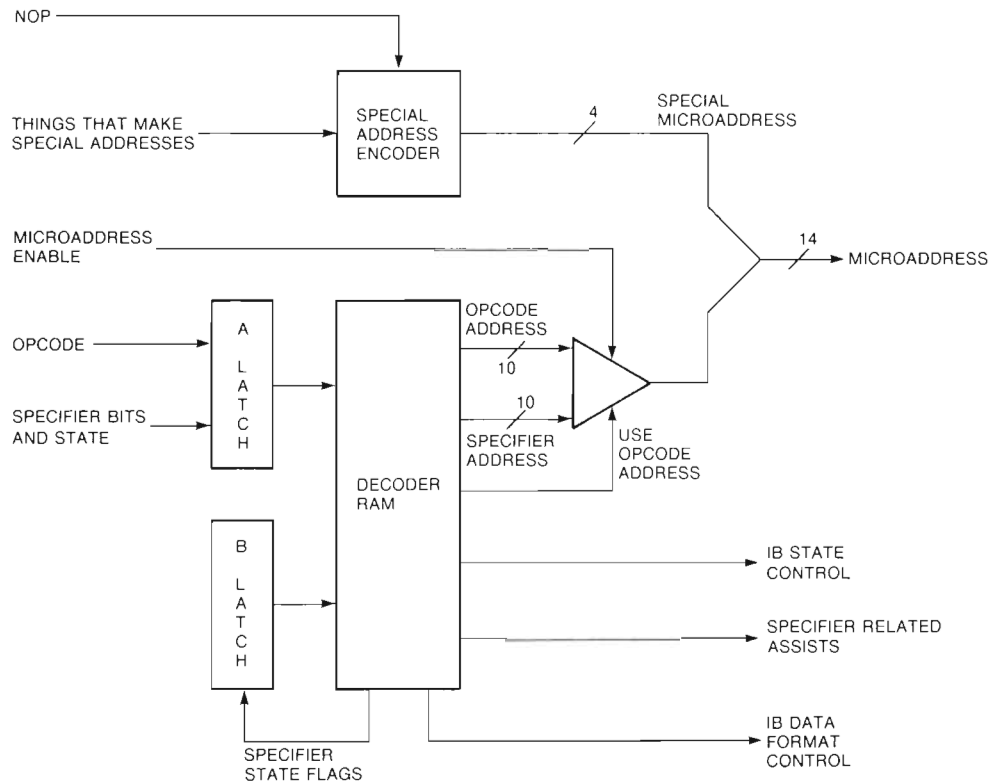 NOP
THINGS THAT MAKE
SPECIAL ADDRESSES
SPECIAL
ADDRESS
ENCODER
4
SPECIAL
MICROADDRESS
MICROADDRESS
ENABLE
14
MICROADDRESS
OPCODE
SPECIFIER BITS
AND STATE
A
L
A
T
C
H
B
L
A
T
C
H
DECODER
RAM
OPCODE
ADDRESS
10
10
SPECIFIER
ADDRESS
USE
OPCODE
ADDRESS
IB STATE
CONTROL
SPECIFIER RELATED
ASSISTS
IB DATA
FORMAT
CONTROL
SPECIFIER
STATE FLAGS